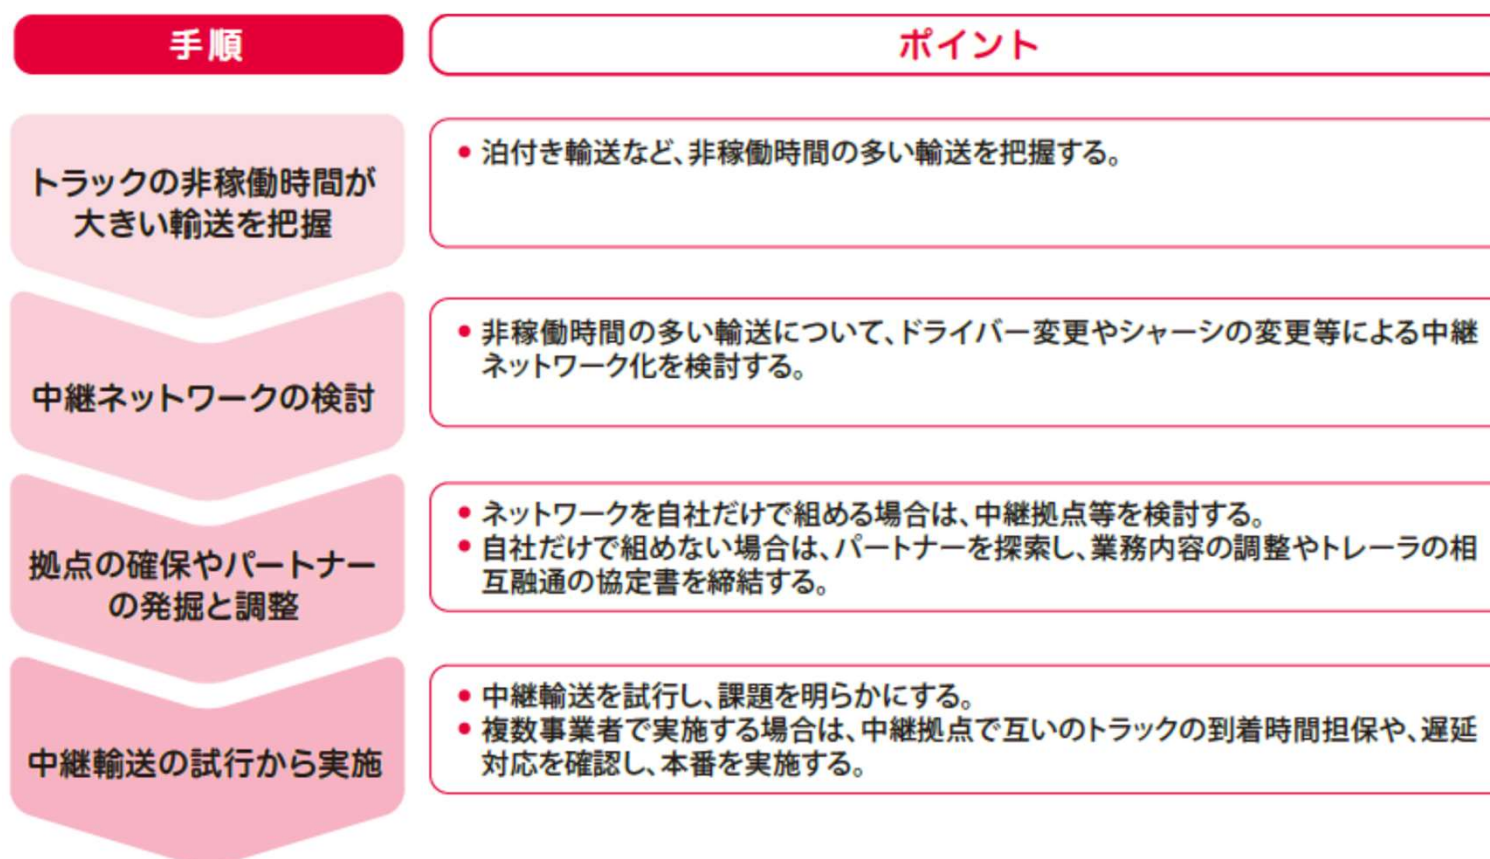 手順
ポイント
トラックの非稼働時間が
大きい輸送を把握
• 泊付き輸送など、非稼働時間の多い輸送を把握する。
中継ネットワークの検討
• 非稼働時間の多い輸送について、ドライバー変更やシャーシの変更等による中継
ネットワーク化を検討する。
拠点の確保やパートナー
の発掘と調整
• ネットワークを自社だけで組める場合は、中継拠点等を検討する。
• 自社だけで組めない場合は、パートナーを探索し、業務内容の調整やトレーラの相
互融通の協定書を締結する。
中継輸送の試行から実施
• 中継輸送を試行し、課題を明らかにする。
• 複数事業者で実施する場合は、中継拠点で互いのトラックの到着時間担保や、遅延
対応を確認し、本番を実施する。